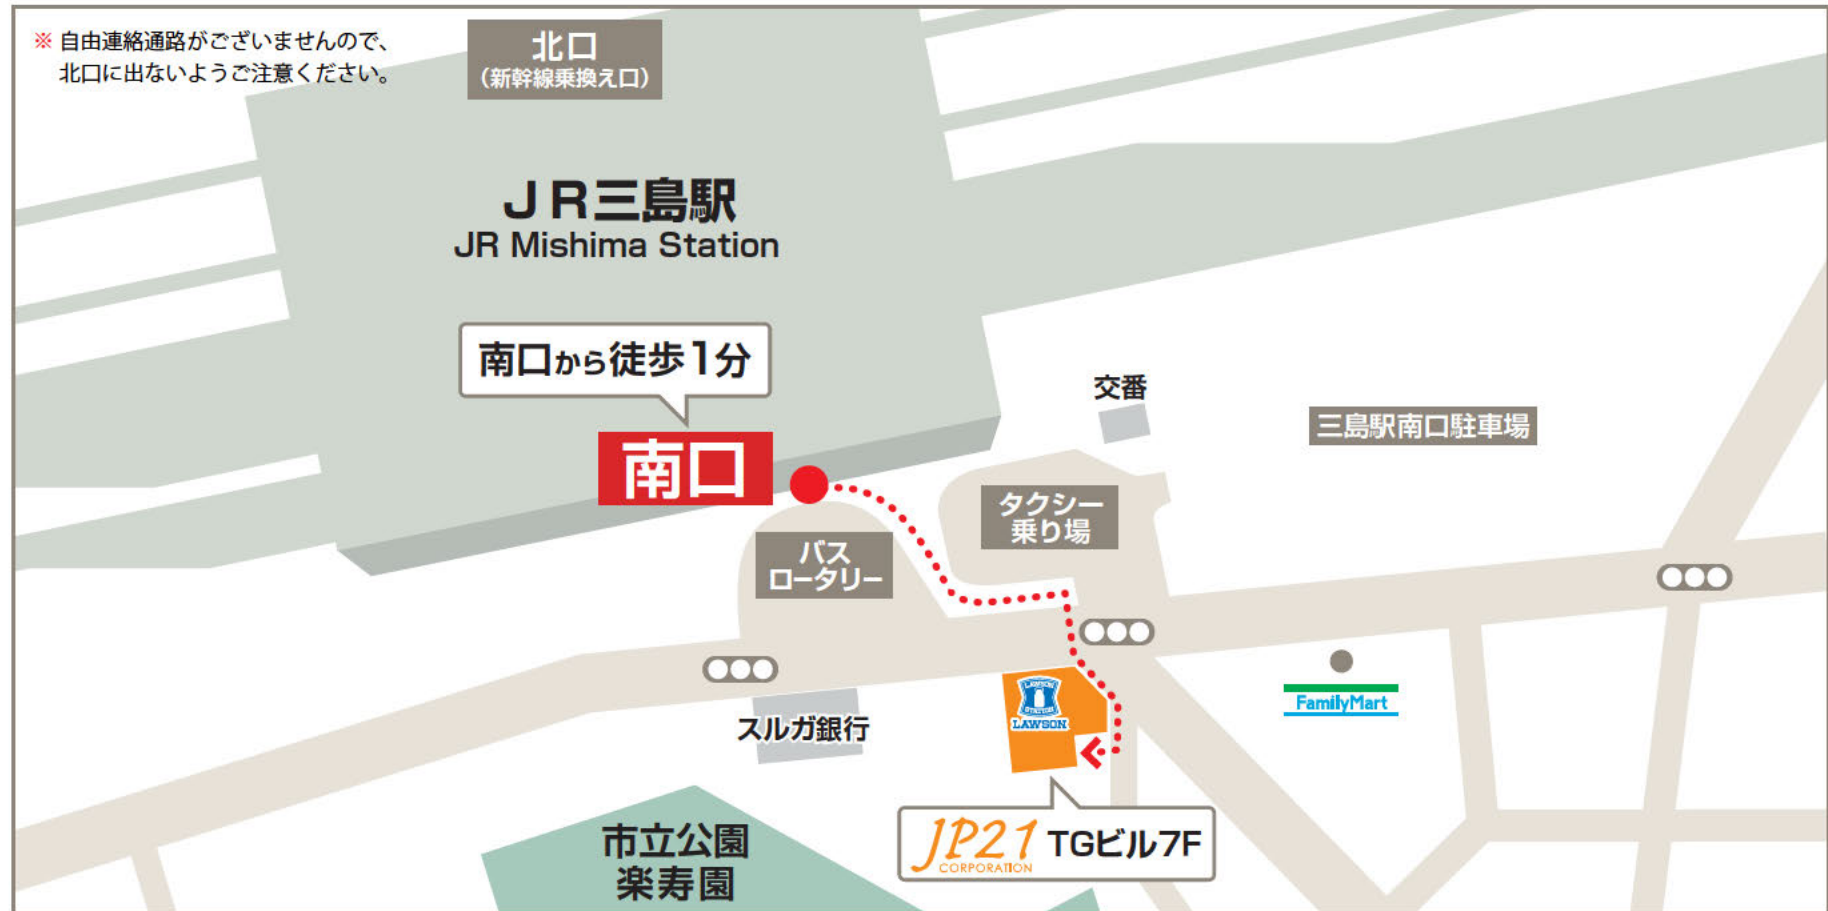 ※ 自由連絡通路がございませんので、
北口に出ないようご注意ください。
北口
（新幹線乗換え口）
ＪＲ三島駅
JR Mishima Station
南口から徒歩1分
南口
交番
三島駅南口駐車場
タクシー
乗り場
バス
ロータリー
スルガ銀行
LAWSON
STATION
LAWSON
FamilyMart
市立公園
楽寿園
JP21 TGビル7F
CORPORATION